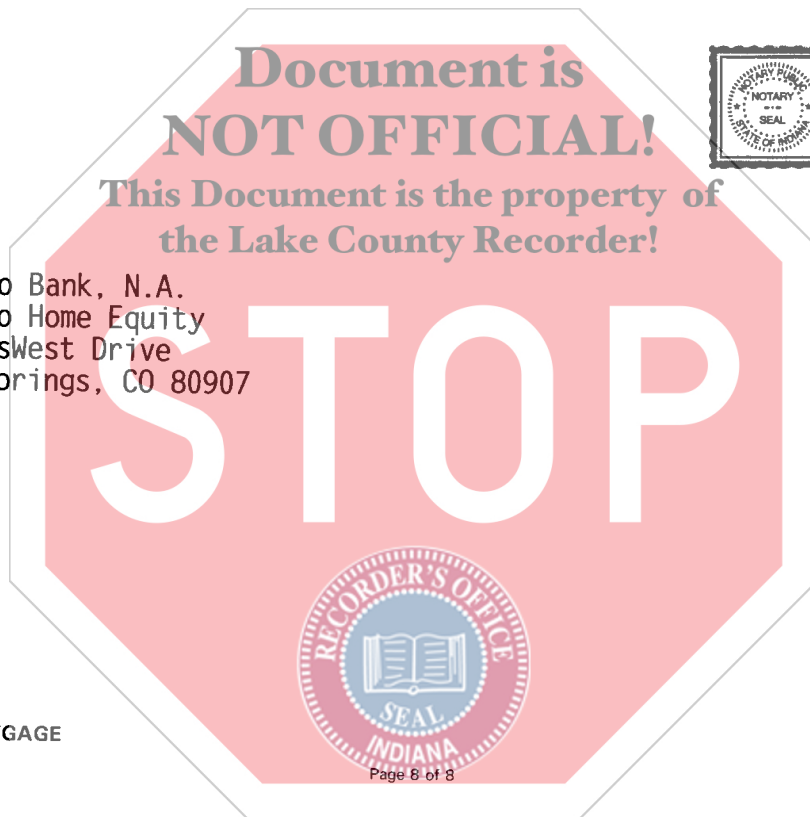 Document is
NOT OFFICIAL!
This Document is the property of
the Lake County Recorder!
NOTARY PUBLIC
NOTARY
SEAL
STATE OF INDIANA
o Bank, N.A.
o Home Equity
sWest Drive
orings, CO 80907
STOP
RECORDER'S OFFICE
SEAL
INDIANA
GAGE
Page 8 of 8